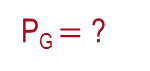 P_G = ?